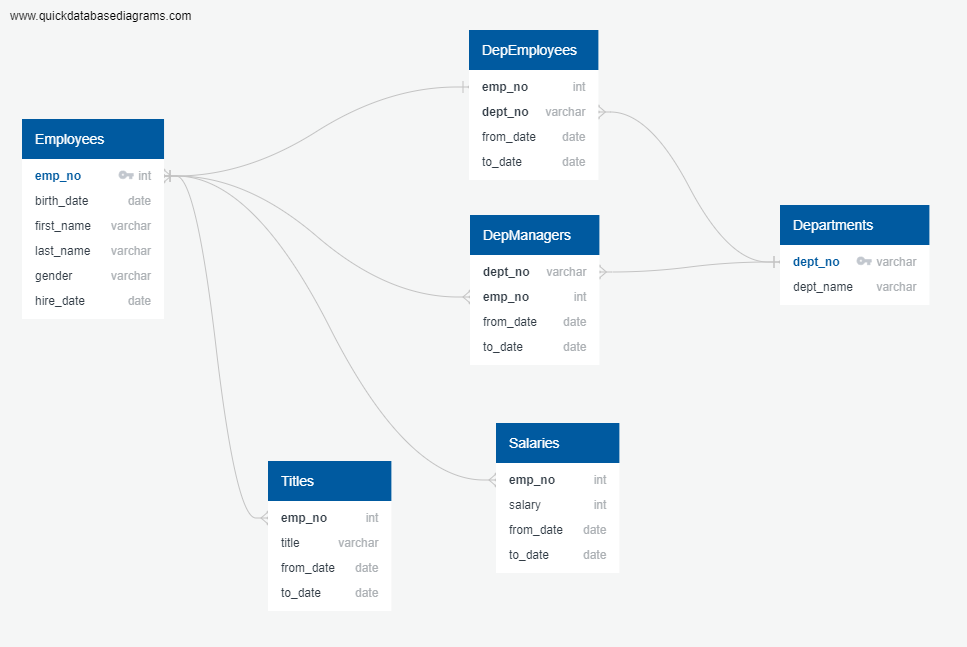 www.quickdatabasediagrams.com
Employees
emp_no int
birth_date date
first_name varchar
last_name varchar
gender varchar
hire_date date
DepEmployees
emp_no int
dept_no varchar
from_date date
to_date date
DepManagers
dept_no varchar
emp_no int
from_date date
to_date date
Departments
dept_no varchar
dept_name varchar
Titles
emp_no int
title varchar
from_date date
to_date date
Salaries
emp_no int
salary int
from_date date
to_date date